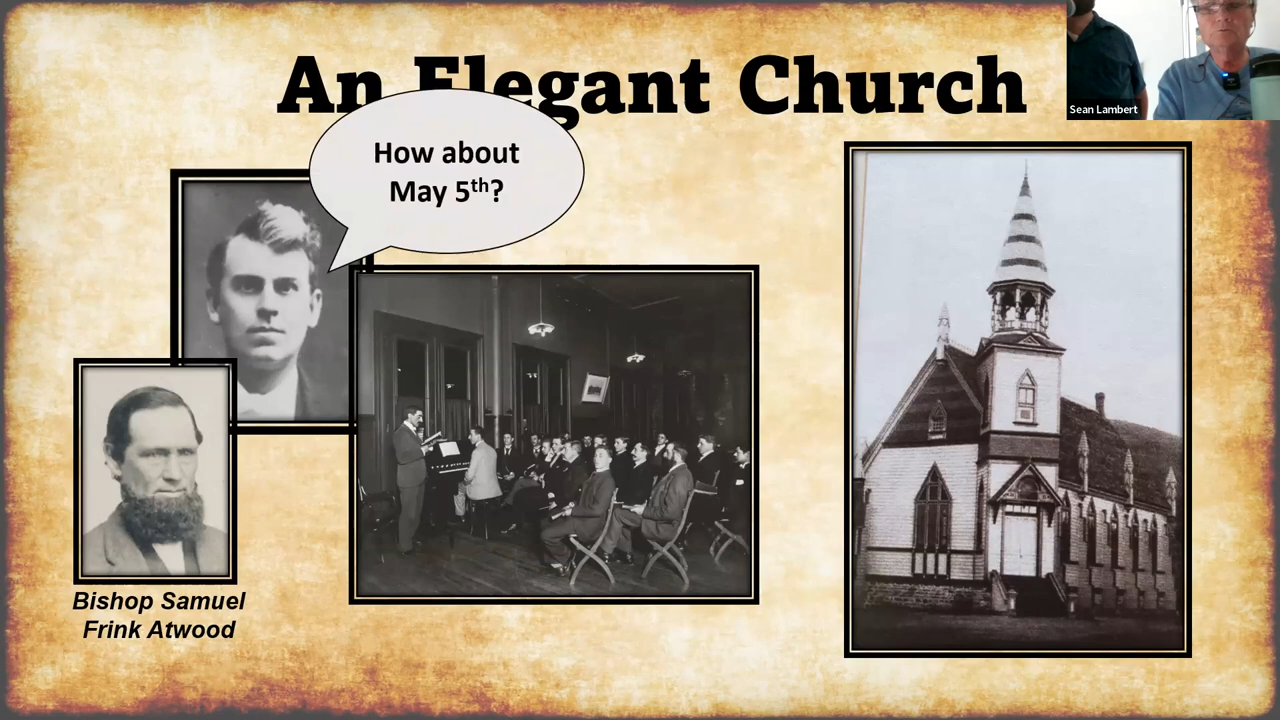 An Elegant Church
Sean Lambert
How about
May 5th?
Bishop Samuel
Frink Atwood